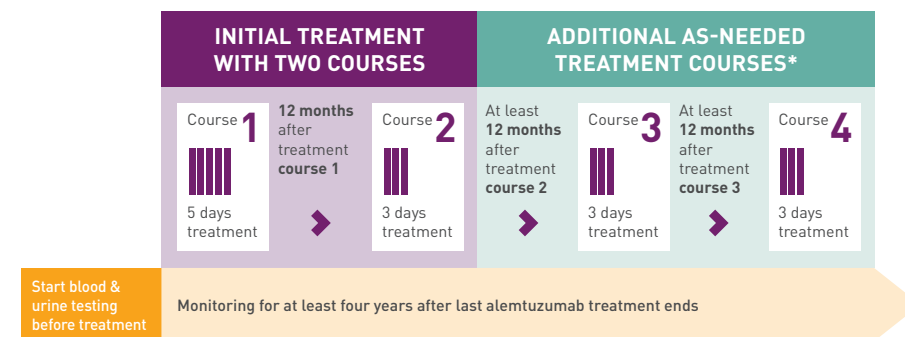 INITIAL TREATMENT
WITH TWO COURSES
ADDITIONAL AS-NEEDED
TREATMENT COURSES*
Course 1
5 days
treatment
12 months
after
treatment
course 1
Course 2
3 days
treatment
At least
12 months
after
treatment
course 2
Course 3
3 days
treatment
At least
12 months
after
treatment
course 3
Course 4
3 days
treatment
Start blood &
urine testing
before treatment
Monitoring for at least four years after last alemtuzumab treatment ends